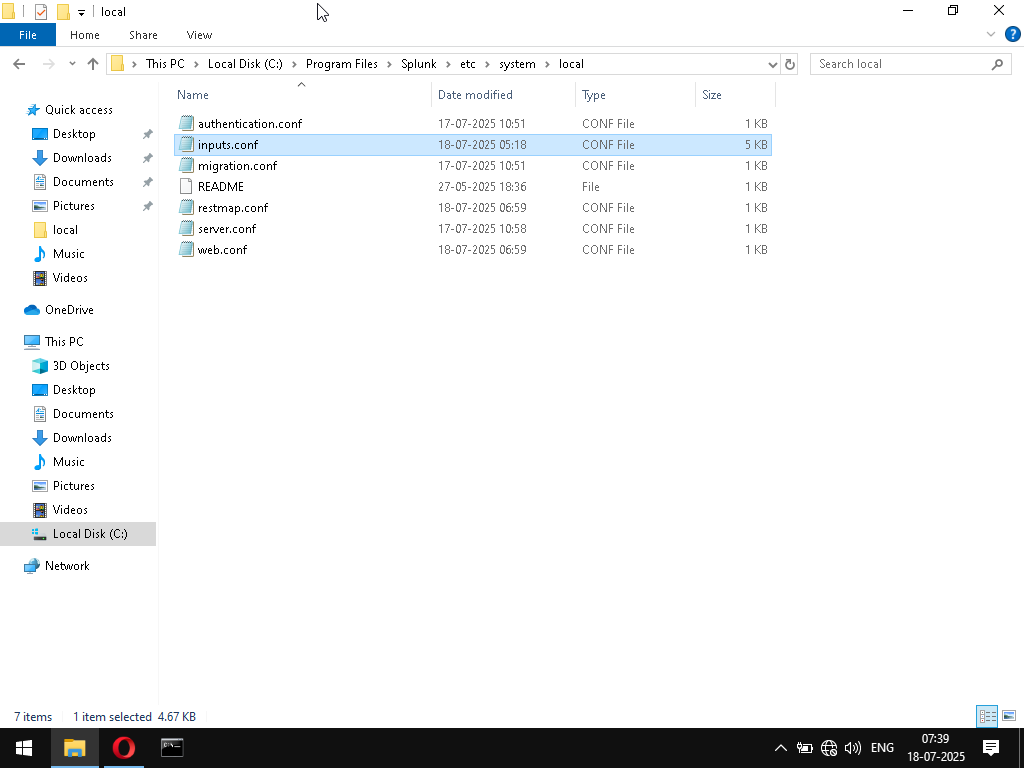 local
File Home Share View
This PC Local Disk (C:) Program Files Splunk etc system local
Search local
Name Date modified Type Size
Quick access
Desktop
Downloads
Documents
Pictures
local
Music
Videos
OneDrive
This PC
3D Objects
Desktop
Documents
Downloads
Music
Pictures
Videos
Local Disk (C:)
Network
authentication.conf 17-07-2025 10:51 CONF File 1 KB
inputs.conf 18-07-2025 05:18 CONF File 5 KB
migration.conf 17-07-2025 10:51 CONF File 1 KB
README 27-05-2025 18:36 File 1 KB
restmap.conf 18-07-2025 06:59 CONF File 1 KB
server.conf 17-07-2025 10:58 CONF File 1 KB
web.conf 18-07-2025 06:59 CONF File 1 KB
7 items 1 item selected 4.67 KB
ENG
07:39
18-07-2025